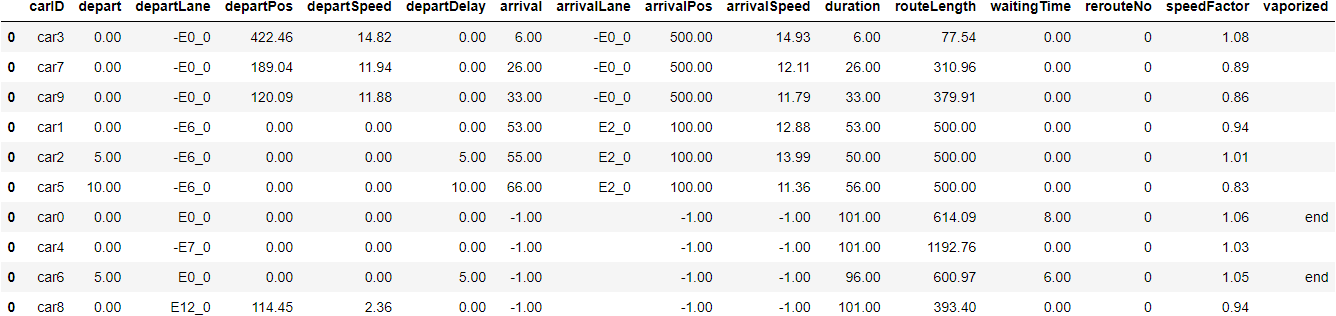 carID depart departLane departPos departSpeed departDelay arrival arrivalLane arrivalPos arrivalSpeed duration routeLength waitingTime rerouteNo speedFactor vaporized
0 car3 0.00 -E0_0 422.46 14.82 0.00 6.00 -E0_0 500.00 14.93 6.00 77.54 0.00 0 1.08
0 car7 0.00 -E0_0 189.04 11.94 0.00 26.00 -E0_0 500.00 12.11 26.00 310.96 0.00 0 0.89
0 car9 0.00 -E0_0 120.09 11.88 0.00 33.00 -E0_0 500.00 11.79 33.00 379.91 0.00 0 0.86
0 car1 0.00 -E6_0 0.00 0.00 0.00 53.00 E2_0 100.00 12.88 53.00 500.00 0.00 0 0.94
0 car2 5.00 -E6_0 0.00 0.00 5.00 55.00 E2_0 100.00 13.99 50.00 500.00 0.00 0 1.01
0 car5 10.00 -E6_0 0.00 0.00 10.00 66.00 E2_0 100.00 11.36 56.00 500.00 0.00 0 0.83
0 car0 0.00 E0_0 0.00 0.00 0.00 -1.00 -1.00 -1.00 101.00 614.09 8.00 0 1.06 end
0 car4 0.00 -E7_0 0.00 0.00 0.00 -1.00 -1.00 -1.00 101.00 1192.76 0.00 0 1.03
0 car6 5.00 E0_0 0.00 0.00 5.00 -1.00 -1.00 -1.00 96.00 600.97 6.00 0 1.05 end
0 car8 0.00 E12_0 114.45 2.36 0.00 -1.00 -1.00 -1.00 101.00 393.40 0.00 0 0.94